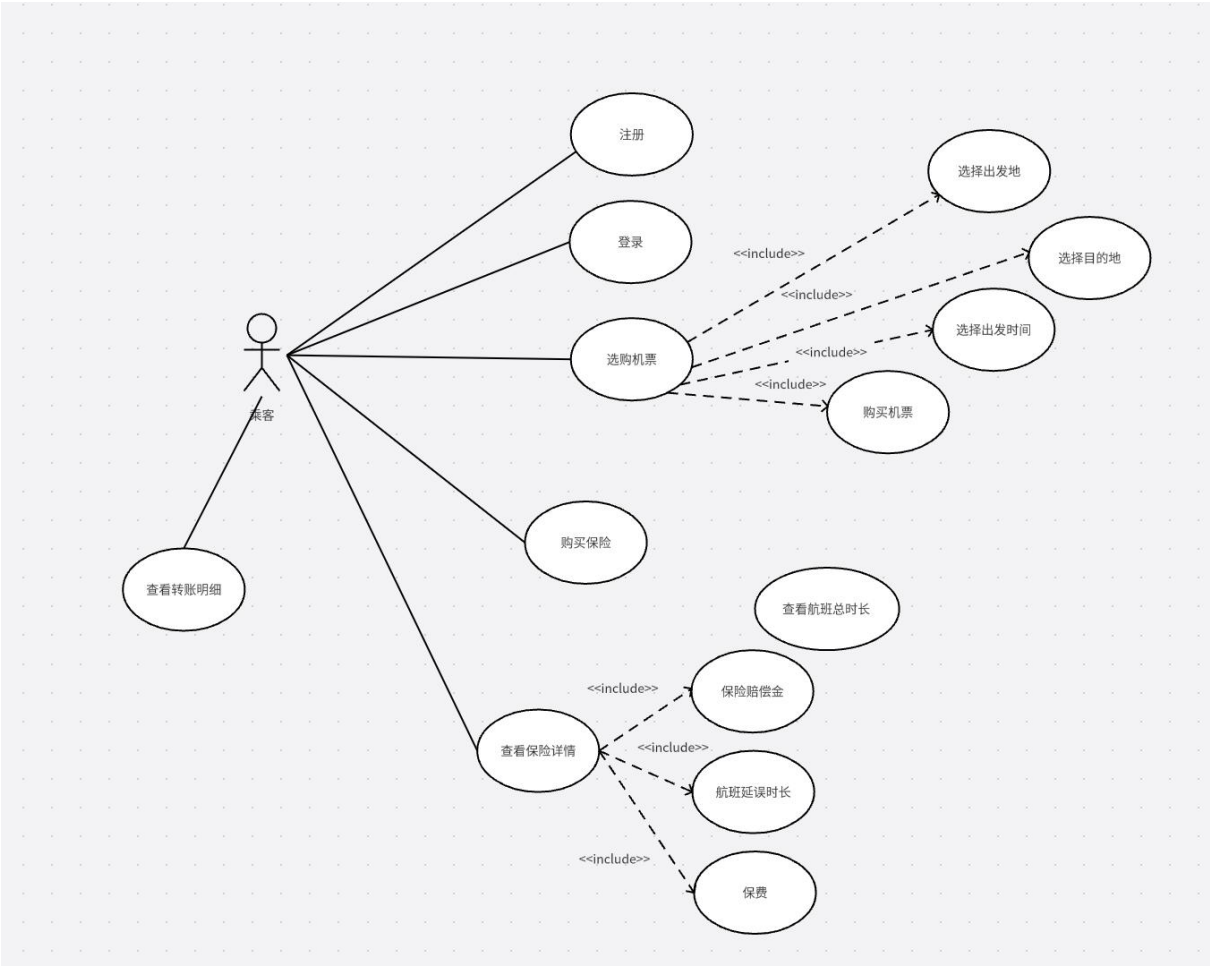 注册
选择出发地
登录
<<include>>
选择目的地
<<include>>
选择出发时间
<<include>>
选购机票
<<include>>
购买机票
乘客
购买保险
查看转账明细
查看航班总时长
<<include>>
保险赔偿金
<<include>>
查看保险详情
航班延误时长
<<include>>
保费